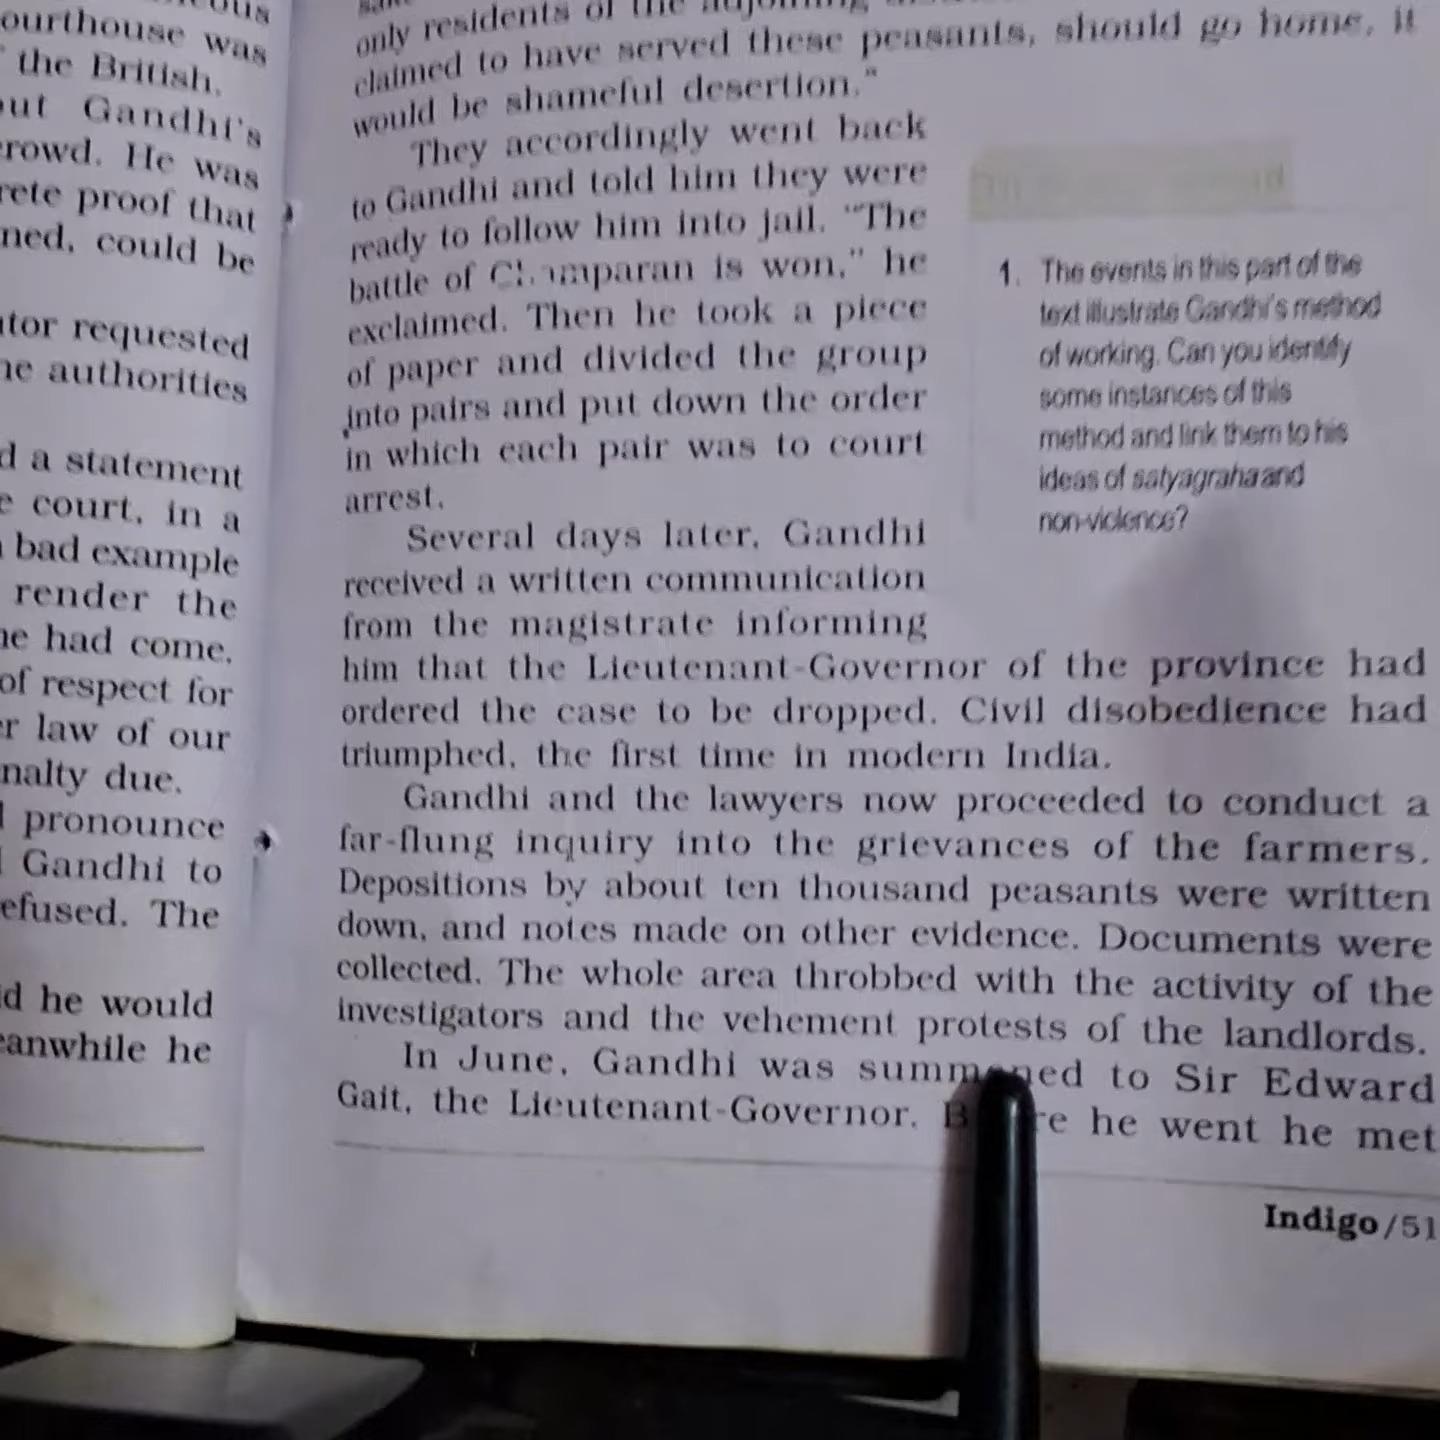 ourthouse was
the British.
out Gandhi's
crowd. He was
rete proof that
ned, could be
ator requested
he authorities
d a statement
e court, in a
bad example
render the
he had come,
of respect for
er law of our
nalty due.
pronounce
Gandhi to
efused. The
id he would
eanwhile he
only residents of the adjoining
claimed to have served these peasants, should go home, it
would be shameful desertion."
They accordingly went back
to Gandhi and told him they were
ready to follow him into jail. "The
battle of Champaran is won," he
exclaimed. Then he took a piece
of paper and divided the group
into pairs and put down the order
in which each pair was to court
arrest.
Several days later, Gandhi
received a written communication
from the magistrate informing
him that the Lieutenant-Governor of the province had
ordered the case to be dropped. Civil disobedience had
triumphed, the first time in modern India.
Gandhi and the lawyers now proceeded to conduct a
far-flung inquiry into the grievances of the farmers.
Depositions by about ten thousand peasants were written
down, and notes made on other evidence. Documents were
collected. The whole area throbbed with the activity of the
investigators and the vehement protests of the landlords.
In June, Gandhi was summoned to Sir Edward
Gait, the Lieutenant-Governor. Before he went he met
1. The events in this part of the
text illustrate Gandhi's method
of working. Can you identify
some instances of this
method and link them to his
ideas of satyagraha and
non-violence?
Indigo/51